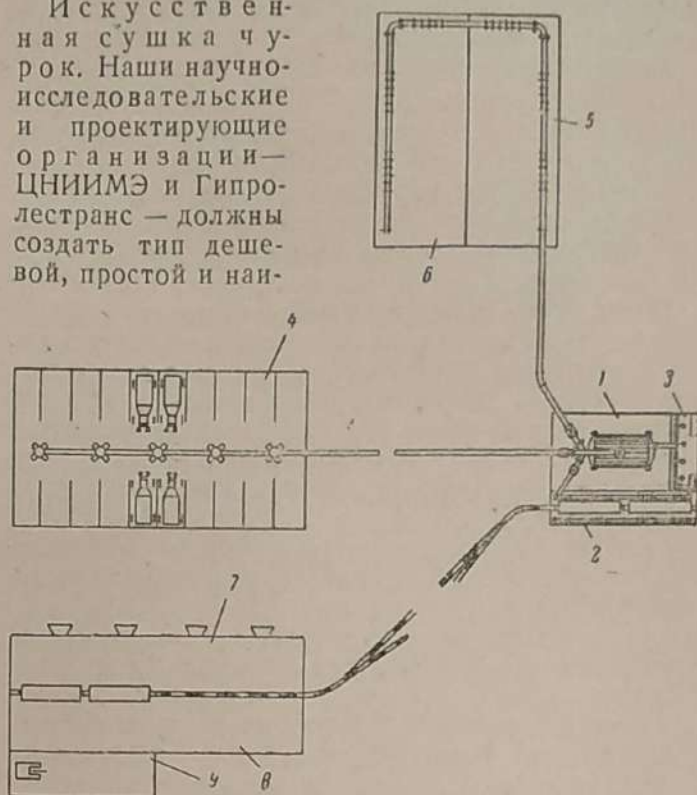 Искусствен-
ная сушка чу-
рок. Наши научно-
исследовательские
и проектирующие
организации—
ЦНИИМЭ и Гипро-
лестранс — должны
создать тип деше-
вой, простой и наи-
5
6
4
1 3
2
7
9 8